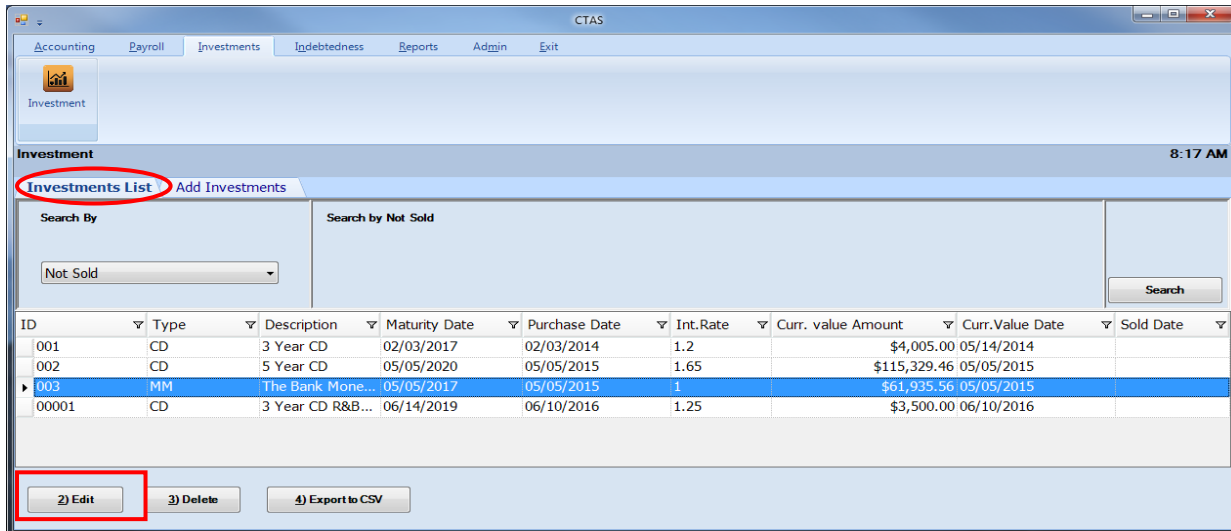 CTAS
Accounting Payroll Investments Indebtedness Reports Admin Exit
Investment
Investment 8:17 AM
Investments List Add Investments
Search By Search by Not Sold
Not Sold
Search
ID Type Description Maturity Date Purchase Date Int.Rate Curr. value Amount Curr.Value Date Sold Date
001 CD 3 Year CD 02/03/2017 02/03/2014 1.2 $4,005.00 05/14/2014
002 CD 5 Year CD 05/05/2020 05/05/2015 1.65 $115,329.46 05/05/2015
003 MM The Bank Mone... 05/05/2017 05/05/2015 1 $61,935.56 05/05/2015
00001 CD 3 Year CD R&B... 06/14/2019 06/10/2016 1.25 $3,500.00 06/10/2016
2) Edit 3) Delete 4) Export to CSV